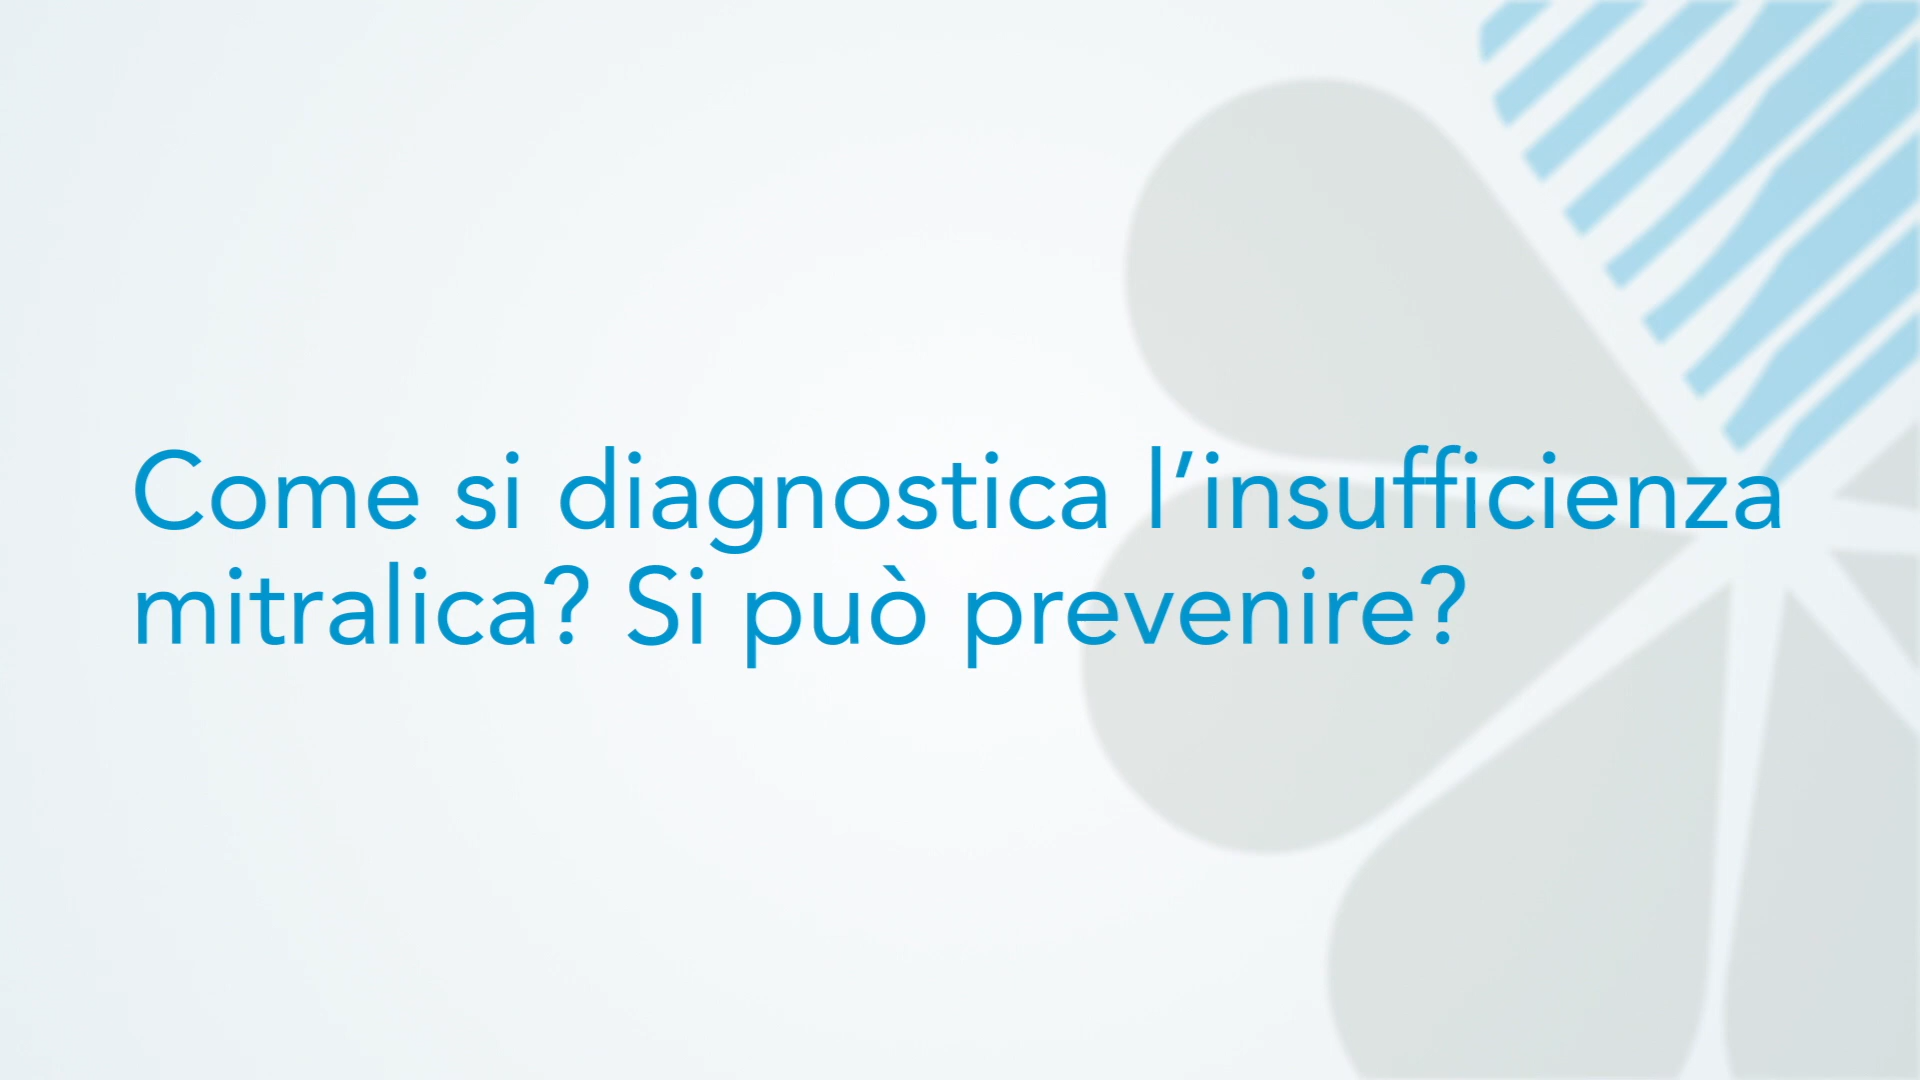 Come si diagnostica l’insufficienza
mitralica? Si può prevenire?